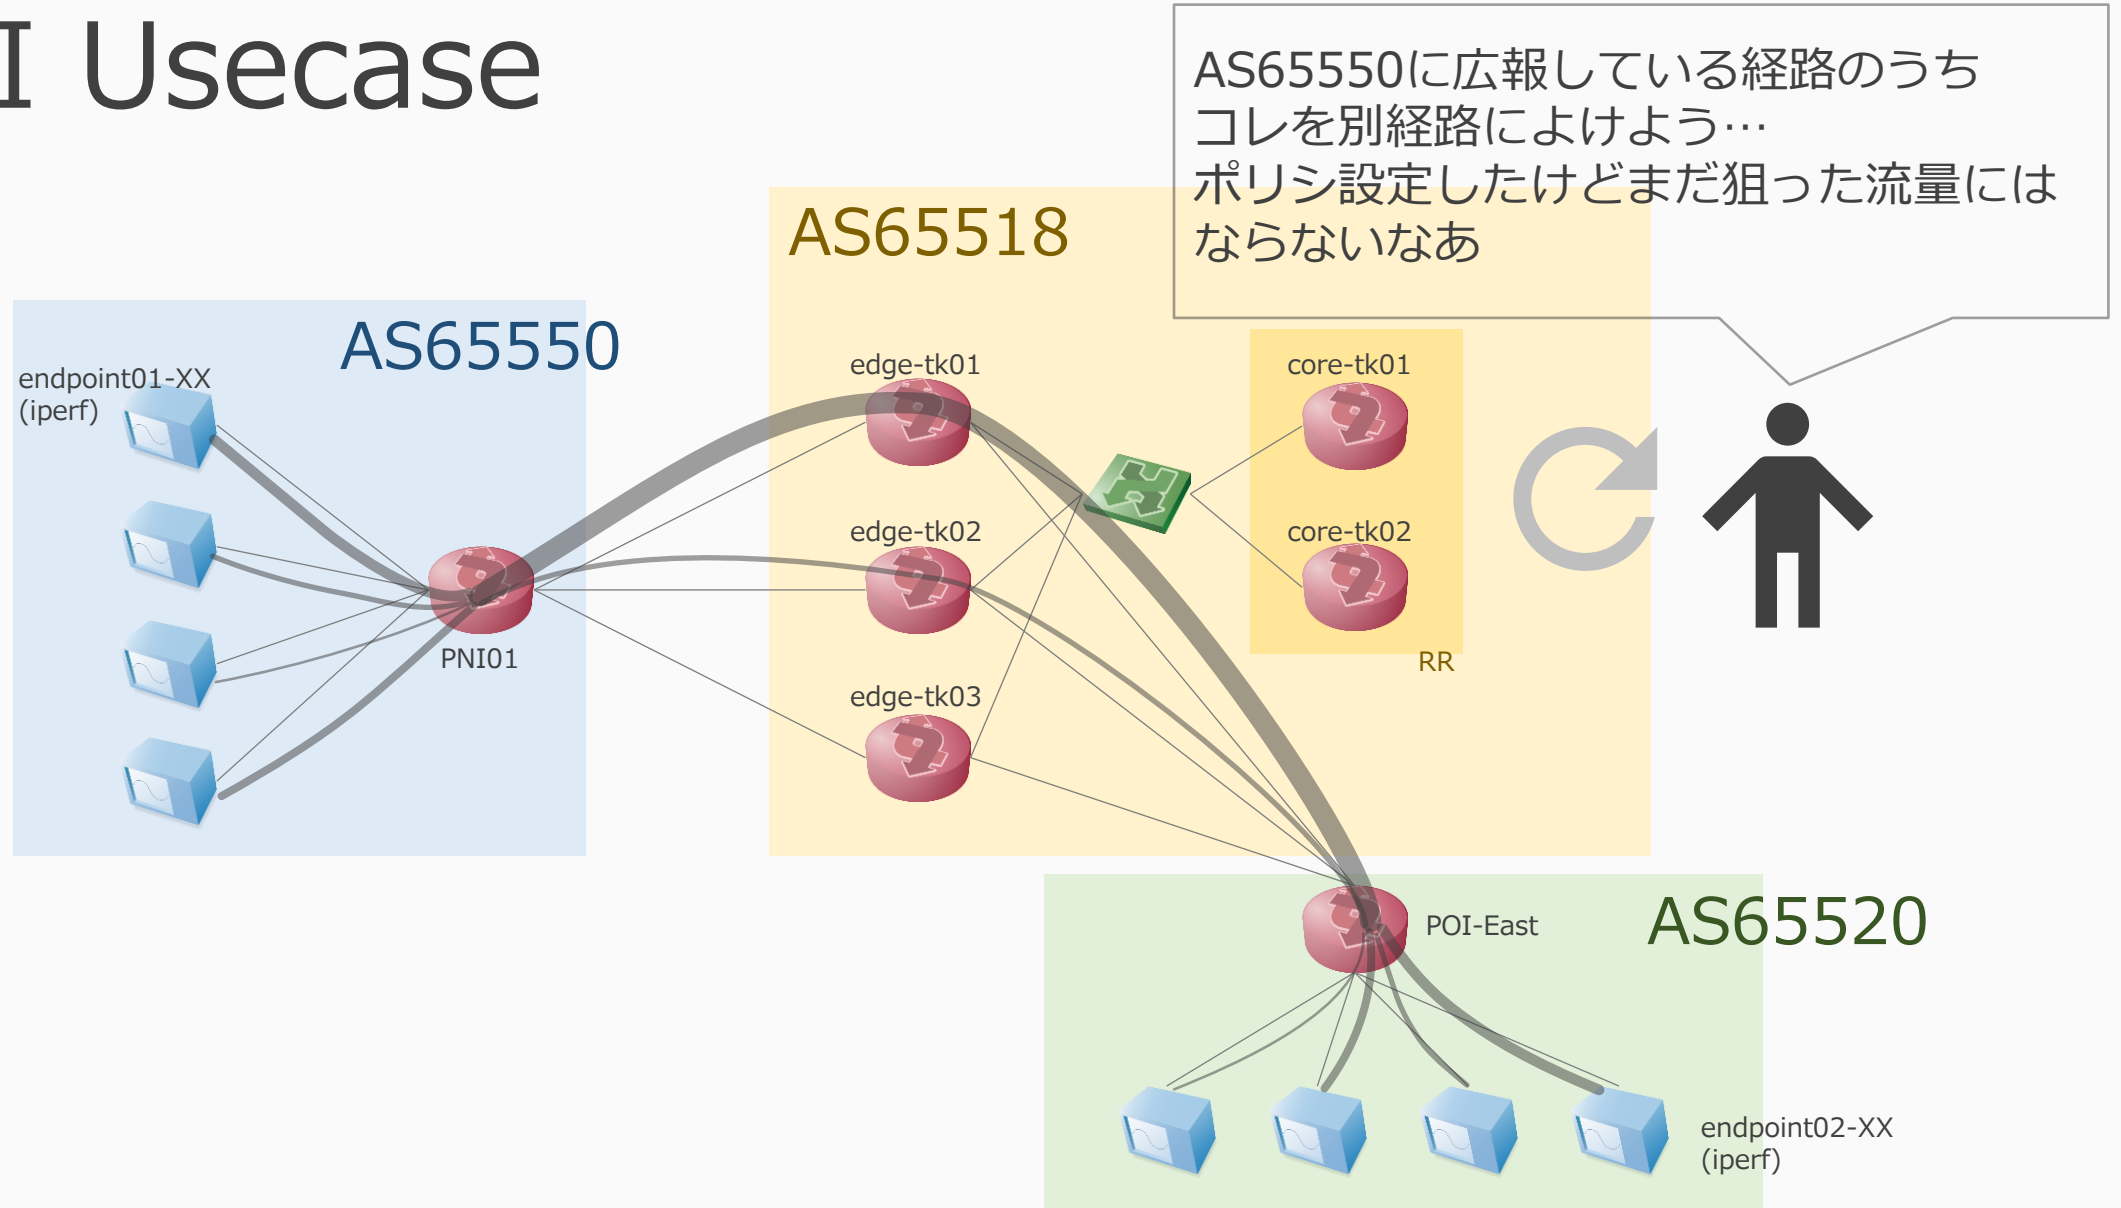 I Usecase
AS65550に広報している経路のうち
コレを別経路によけよう…
ポリシ設定したけどまだ狙った流量には
ならないなあ
AS65518
AS65550
endpoint01-XX
(iperf)
edge-tk01
core-tk01
edge-tk02
core-tk02
PNI01
RR
edge-tk03
POI-East
AS65520
endpoint02-XX
(iperf)